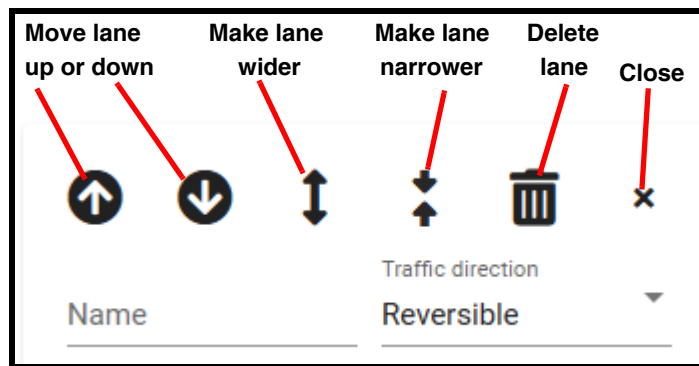 Move lane
up or down
Make lane
wider
Make lane
narrower
Delete
lane
Close
Traffic direction
Name
Reversible